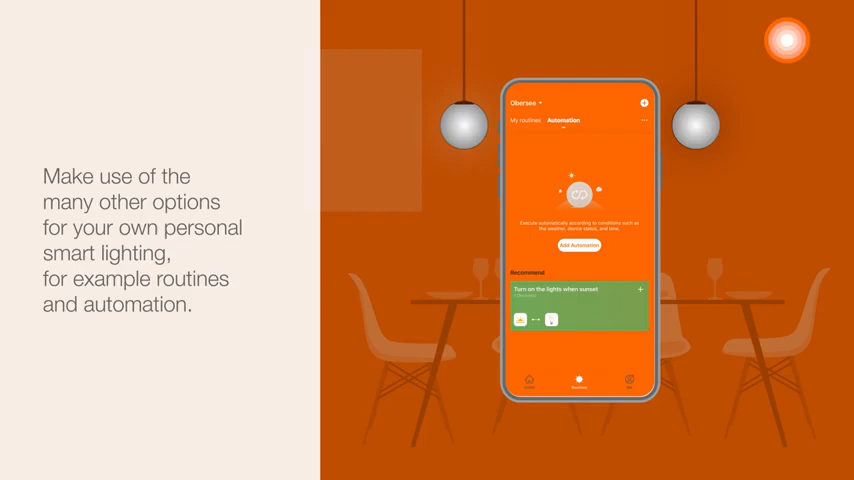 Make use of the
many other options
for your own personal
smart lighting,
for example routines
and automation.
Obersee
My routines Automation
Execute automatically according to conditions such as
the weather, device status, and time.
Add Automation
Recommend
Turn on the lights when sunset
Me